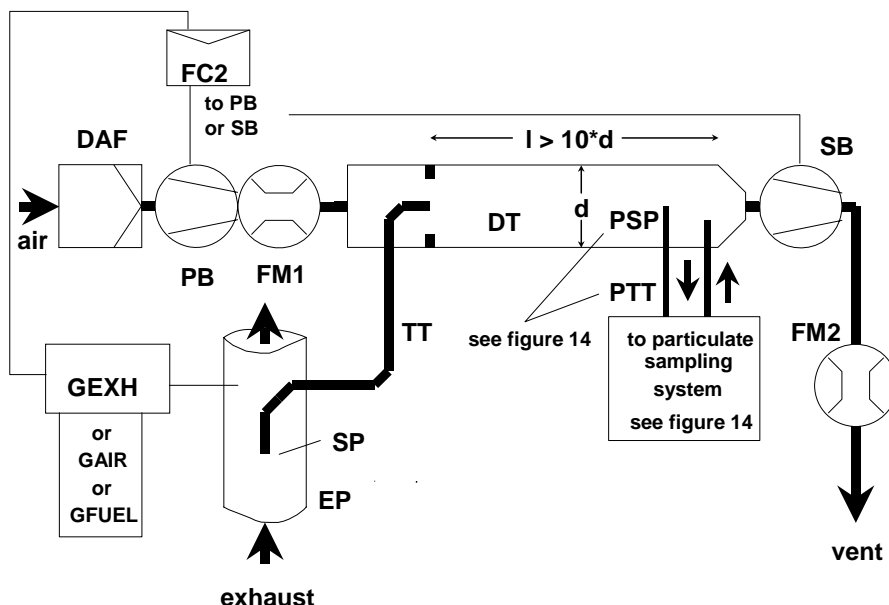 FC2
to PB
or SB
DAF
l > 10*d
SB
air
d
DT
PSP
PB
FM1
PTT
TT
see figure 14
to particulate
sampling
system
see figure 14
FM2
GEXH
or
GAIR
or
GFUEL
SP
EP
vent
exhaust